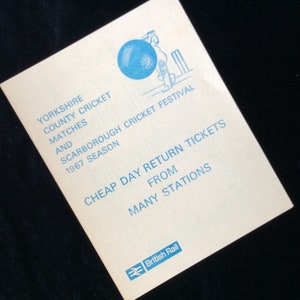 YORKSHIRE
COUNTY CRICKET
MATCHES
AND
SCARBOROUGH CRICKET FESTIVAL
1967 SEASON
CHEAP DAY RETURN TICKETS
FROM
MANY STATIONS
British Rail